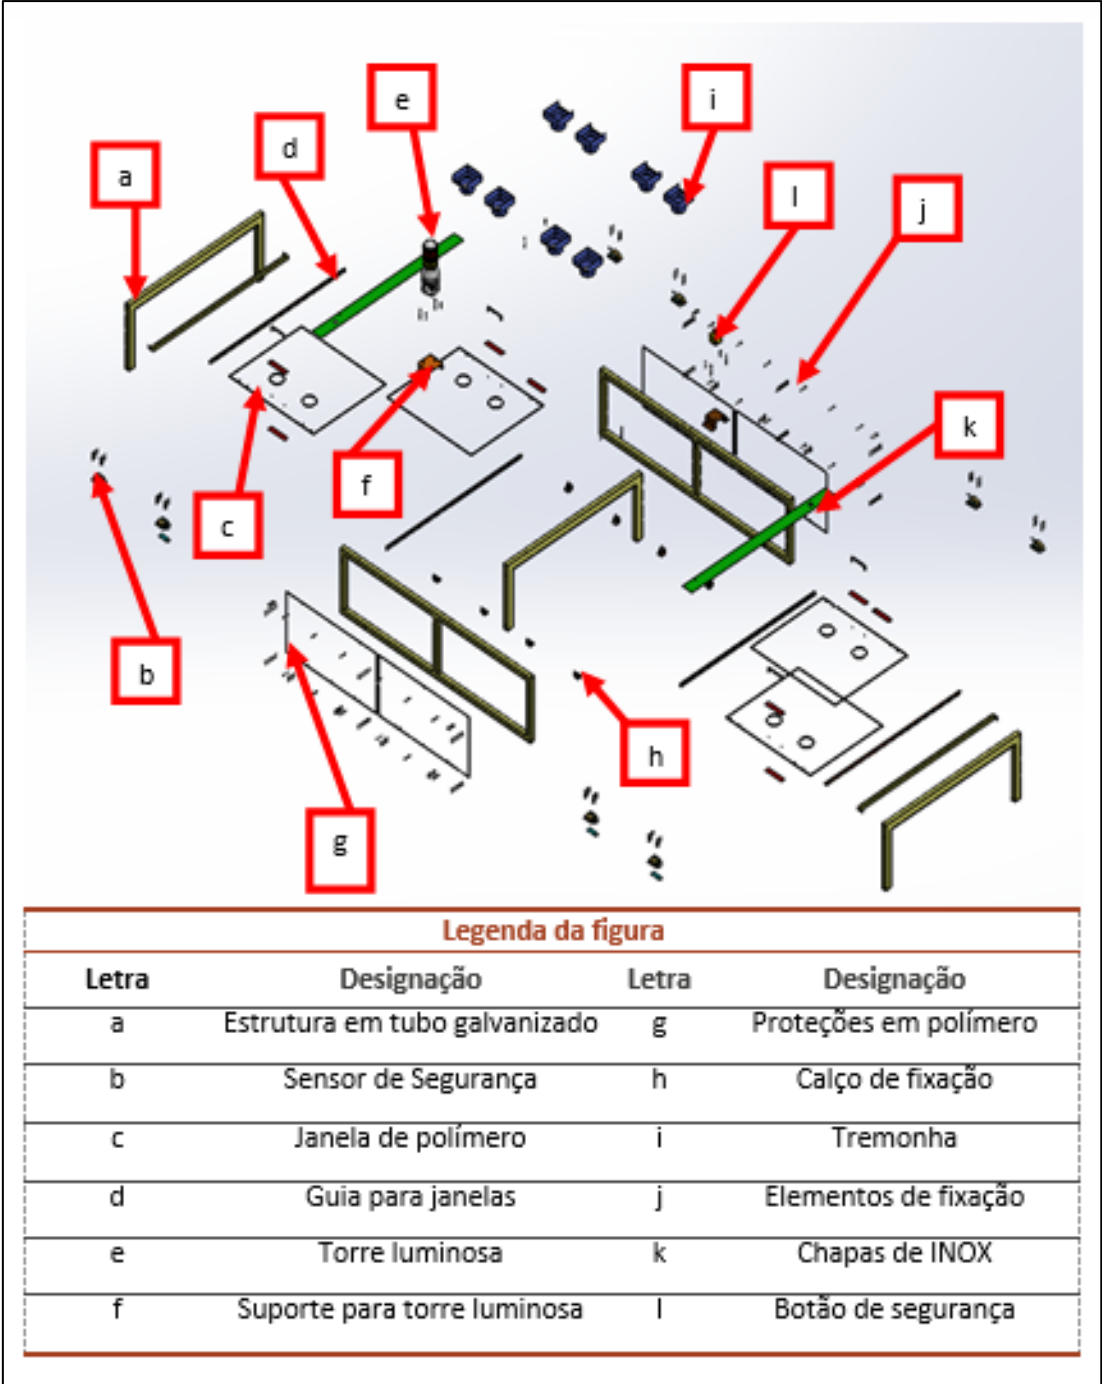 e
i
d
a
l
j
k
f
c
b
h
g
Legenda da figura
Letra Designação Letra Designação
a Estrutura em tubo galvanizado g Proteções em polímero
b Sensor de Segurança h Calço de fixação
c Janela de polímero i Tremonha
d Guia para janelas j Elementos de fixação
e Torre luminosa k Chapas de INOX
f Suporte para torre luminosa l Botão de segurança